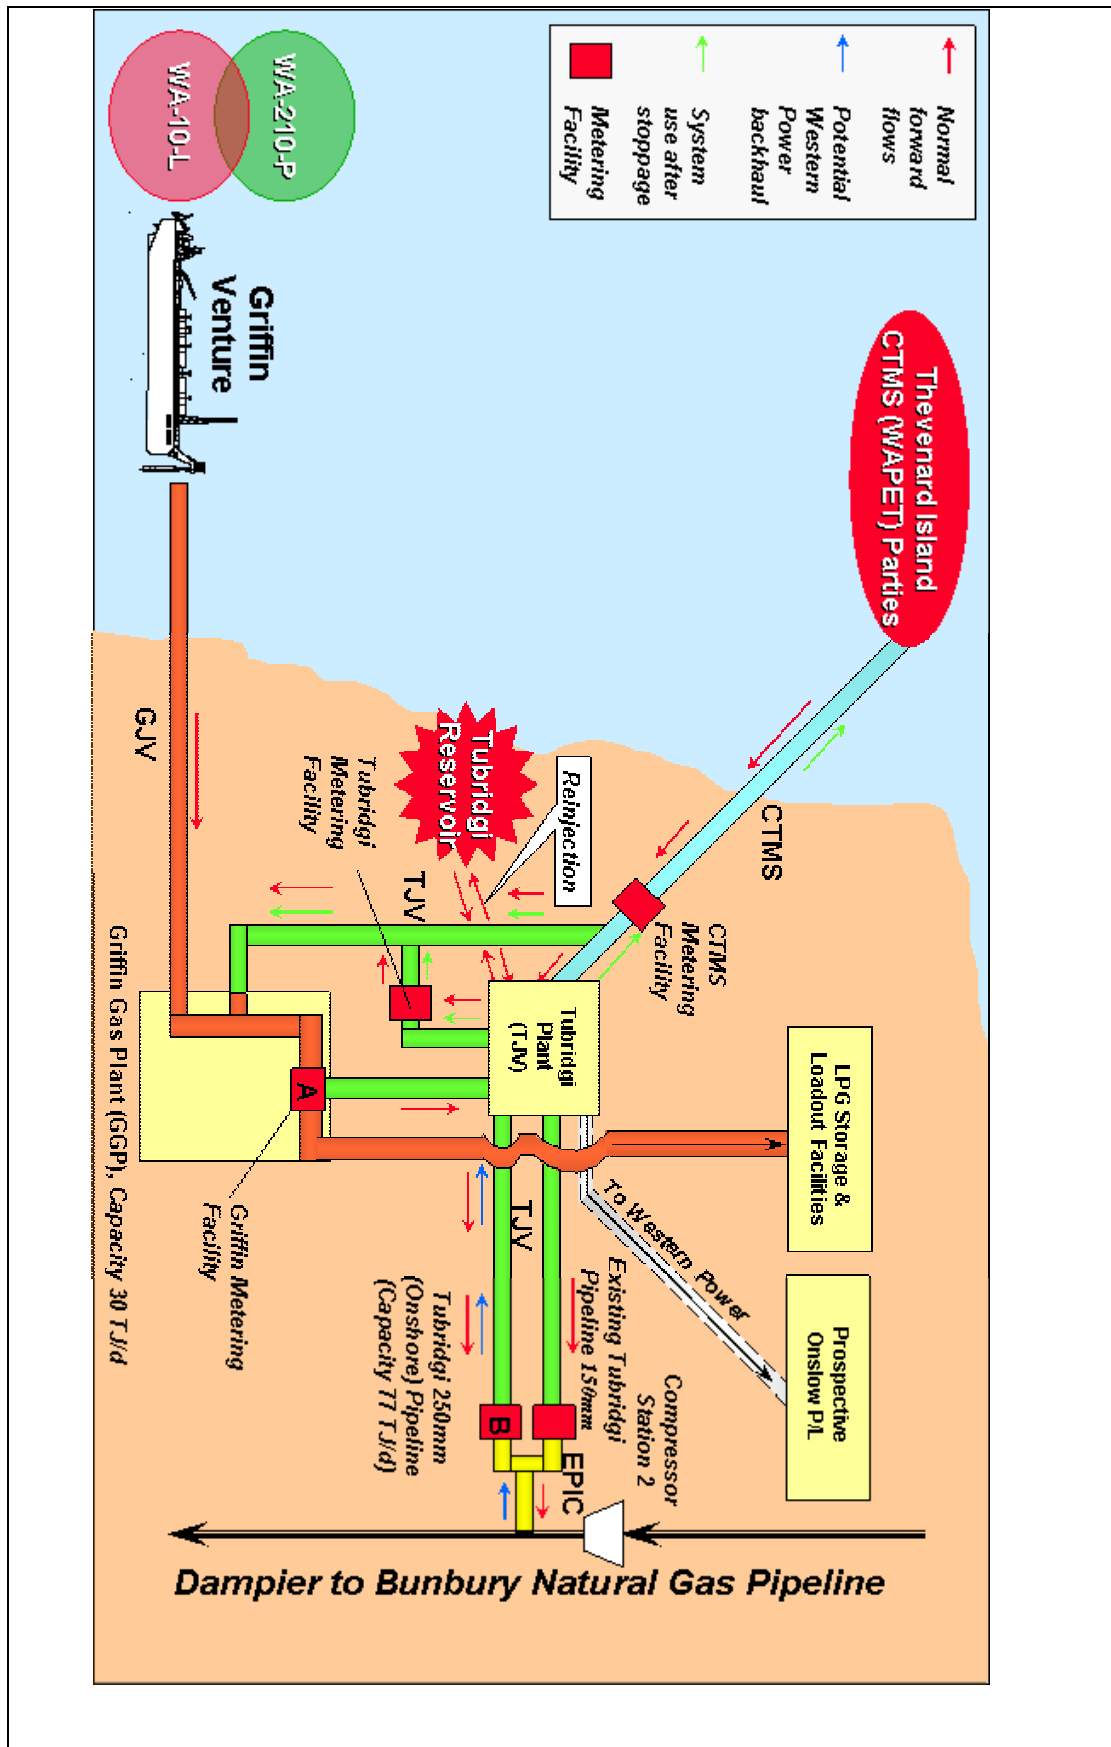 Normal
forward
flows
Potential
Western
Power
backhaul
System
use after
stoppage
Metering
Facility
WA-210-P
WA-10-L
Griffin
Venture
Thevenard Island
CTMS (WAPET) Parties
GJV
CTMS
Tubridgi
Reservoir
Reinjection
Tubridgi
Metering
Facility
TJV
CTMS
Metering
Facility
Tubridgi
Plant
(TJV)
LPG Storage &
Loadout Facilities
Prospective
Onslow P/L
To Western Power
A
Griffin Metering
Facility
Griffin Gas Plant (GGP), Capacity 30 TJ/d
TJV
Existing Tubridgi
Pipeline 150mm
Tubridgi 250mm
(Onshore) Pipeline
(Capacity 77 TJ/d)
Compressor
Station 2
B
EPIC
Dampier to Bunbury Natural Gas Pipeline